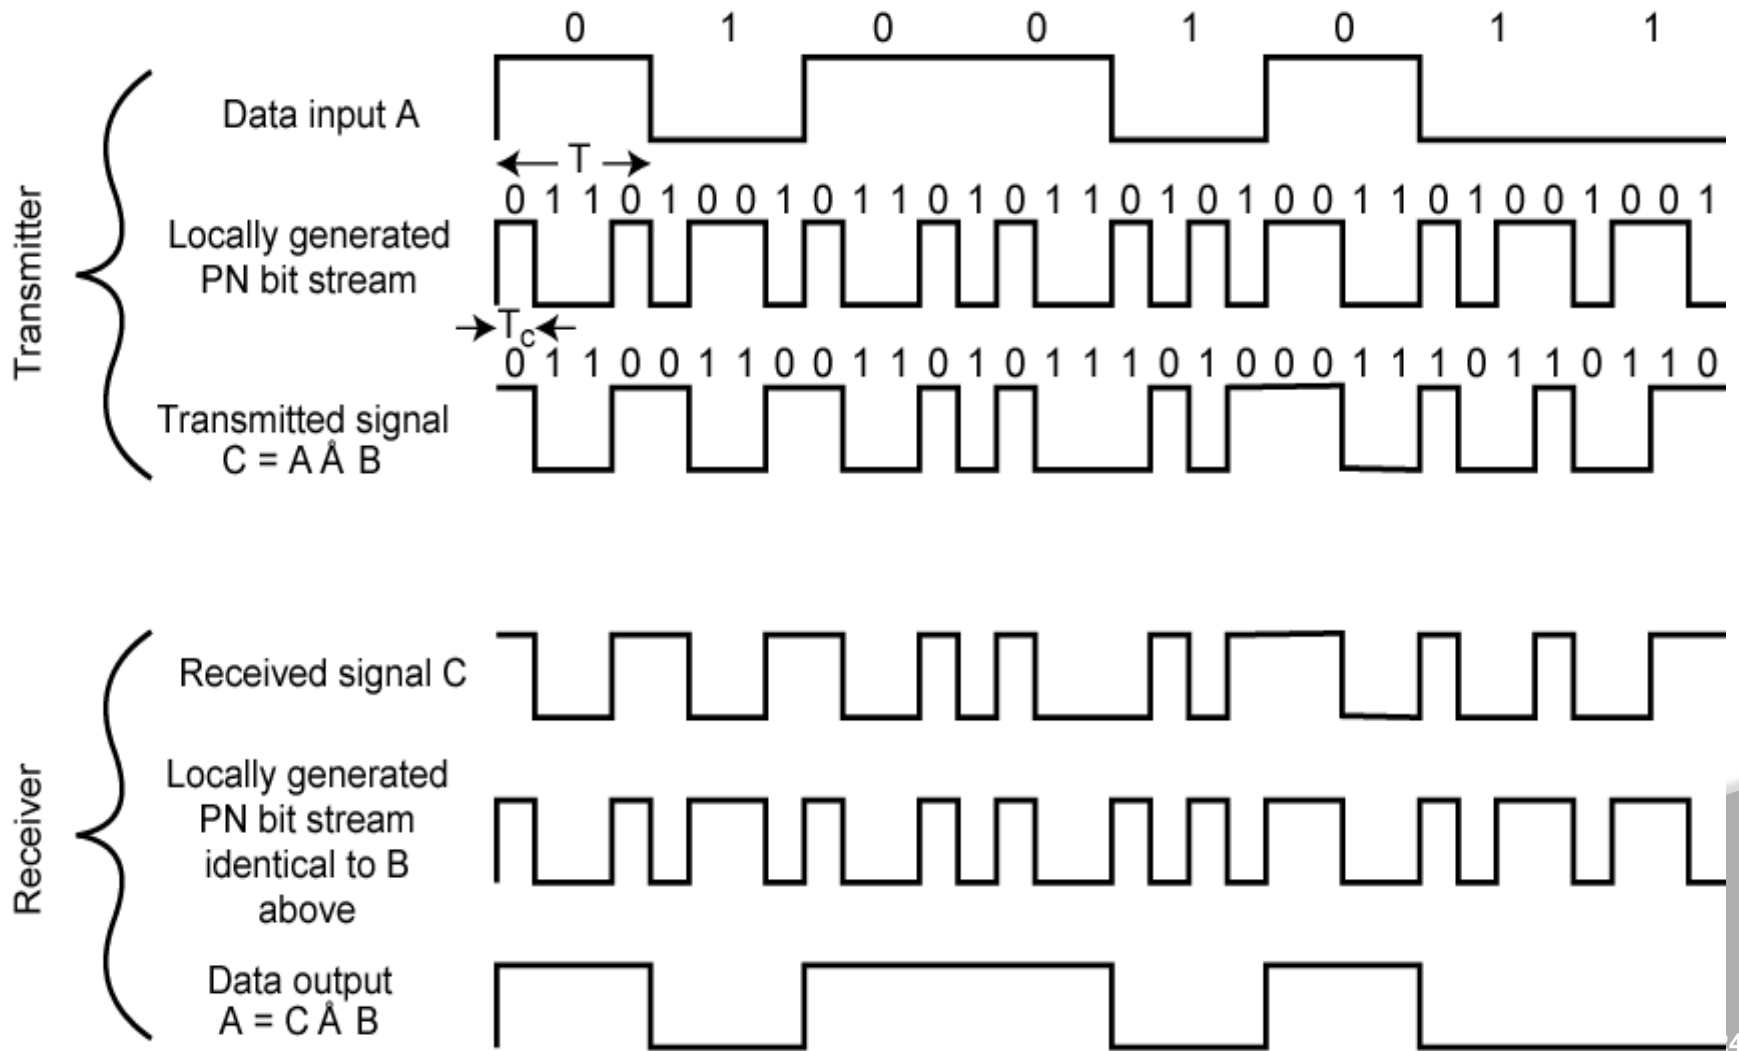 0 1 0 0 1 0 1 1
Transmitter
Data input A
T
0 1 1 0 1 0 0 1 0 1 1 0 1 0 1 1 0 1 0 1 0 0 1 1 0 1 0 0 1 0 0 1
Locally generated
PN bit stream
Tc
0 1 1 0 0 1 1 0 0 1 1 0 1 0 1 1 1 0 1 0 0 0 1 1 1 0 1 1 0 1 1 0
Transmitted signal
C = A Å B
Receiver
Received signal C
Locally generated
PN bit stream
identical to B
above
Data output
A = C Å B
4